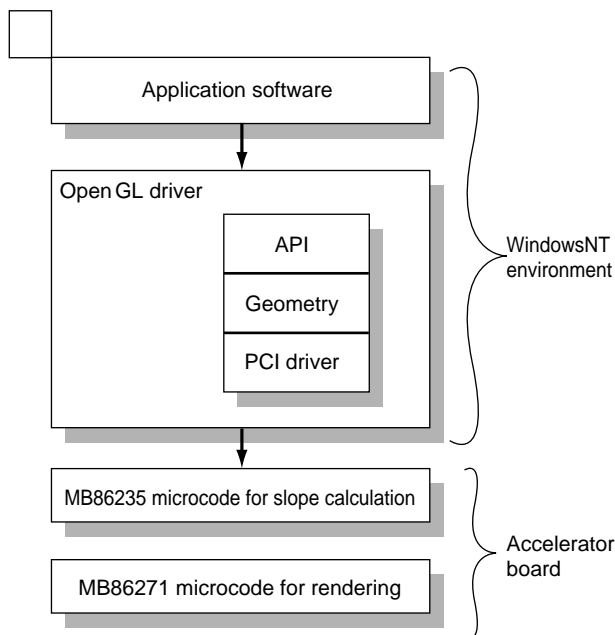 Application software
Open GL driver
API
Geometry
PCI driver
WindowsNT
environment
MB86235 microcode for slope calculation
MB86271 microcode for rendering
Accelerator
board